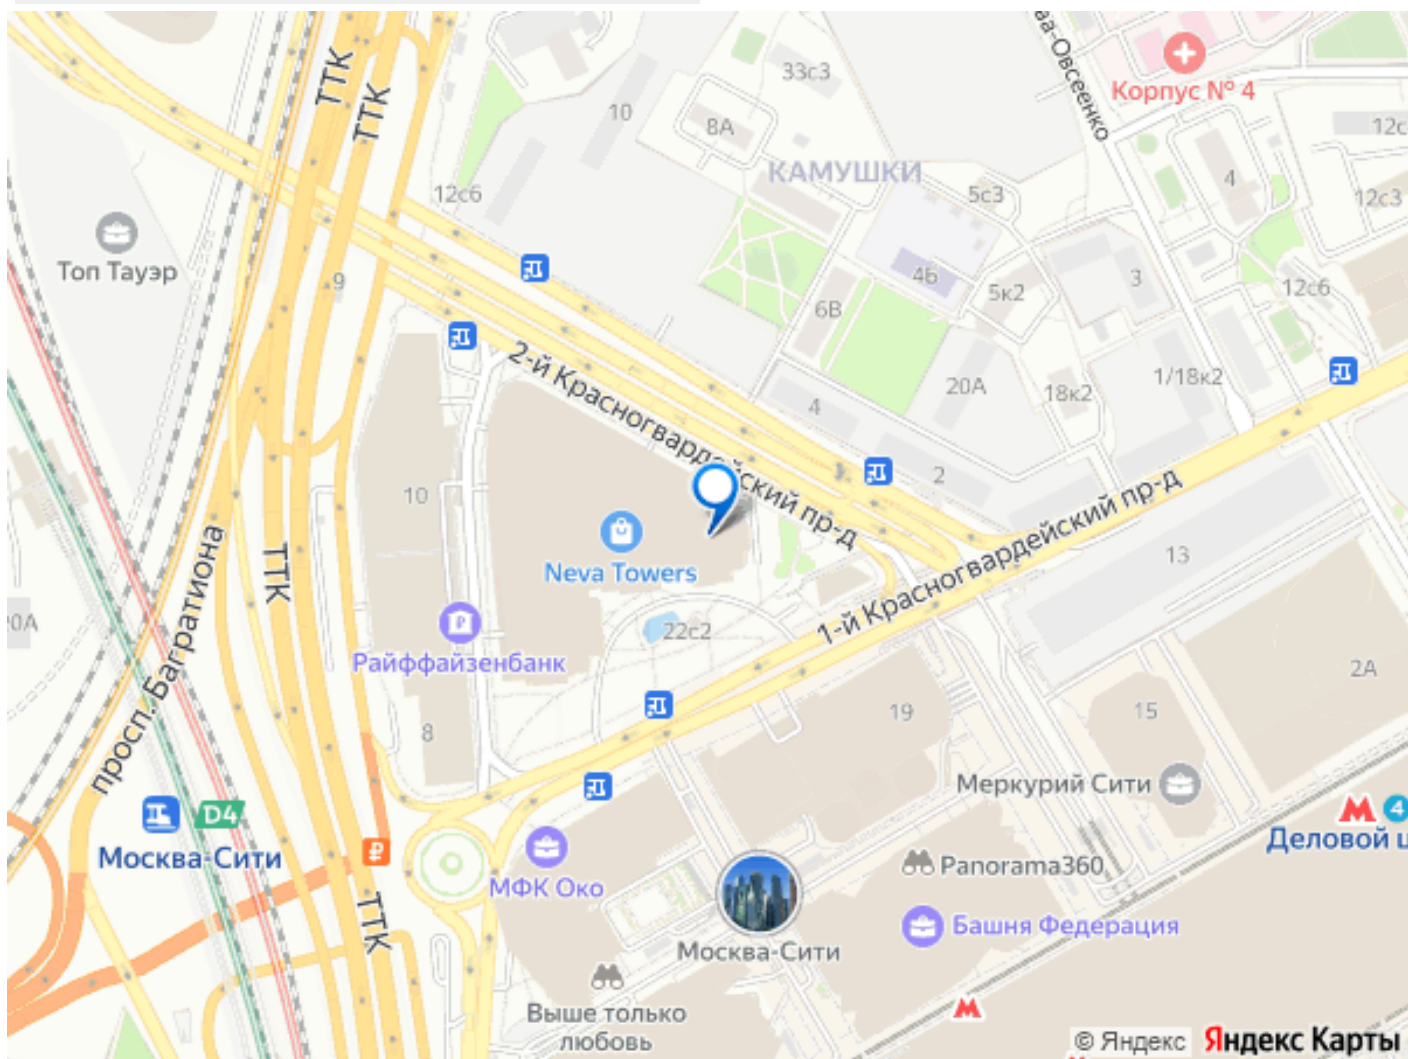 ТТК
ТТК
33с3
Корпус № 4
10
8А
12с
КАМУШКИ
4
12с6
5с3
12с3
Топ Тауэр
9
4Б
3
5к2
12с6
6В
2-й Красногвардейский пр-д
20А
1/18к2
18к2
4
2
10
1-й Красногвардейский пр-д
13
Neva Towers
ТТК
просп. Багратиона
20А
22с2
Райффайзенбанк
2А
19
15
8
Меркурий Сити
D4
4
Москва-Сити
Деловой ц
МФК Око
Panorama360
ТТК
Башня Федерация
Москва-Сити
Выше только
любовь
© Яндекс Яндекс Карты